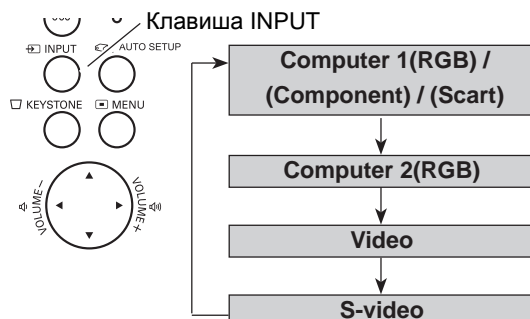 Клавиша INPUT
INPUT
AUTO SETUP
KEYSTONE
MENU
VOLUME−
VOLUME+
Computer 1(RGB) /
(Component) / (Scart)
Computer 2(RGB)
Video
S-video